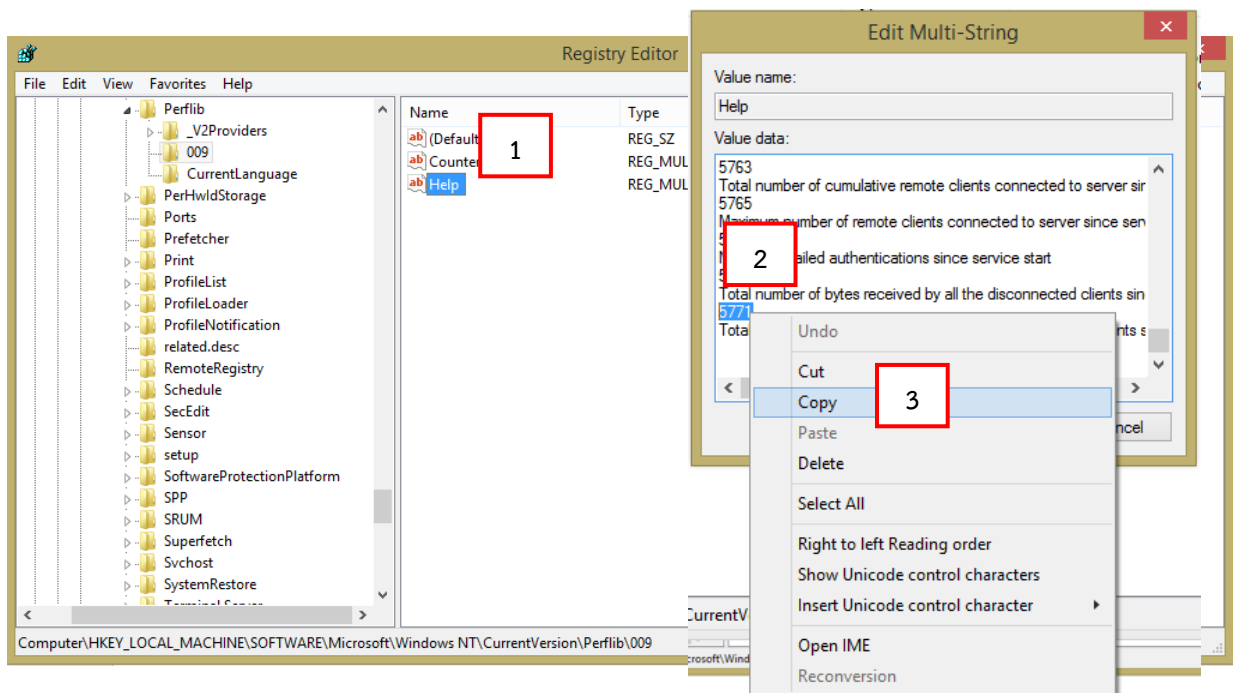 Registry Editor
File Edit View Favorites Help
Perflib
_V2Providers
009
CurrentLanguage
PerHwIdStorage
Ports
Prefetcher
Print
ProfileList
ProfileLoader
ProfileNotification
related.desc
RemoteRegistry
Schedule
SecEdit
Sensor
setup
SoftwareProtectionPlatform
SPP
SRUM
Superfetch
Svchost
SystemRestore
Name Type
(Default REG_SZ
Counter REG_MUL
Help REG_MUL
1
Computer\HKEY_LOCAL_MACHINE\SOFTWARE\Microsoft\Windows NT\CurrentVersion\Perflib\009
Edit Multi-String
Value name:
Help
Value data:
5763
Total number of cumulative remote clients connected to server sin
5765
Maximum number of remote clients connected to server since serv
2
ailed authentications since service start
Total number of bytes received by all the disconnected clients sin
5771
Tota nts s
ncel
Undo
Cut
Copy
3
Paste
Delete
Select All
Right to left Reading order
Show Unicode control characters
Insert Unicode control character
Open IME
Reconversion
CurrentV
crosoft\Wind